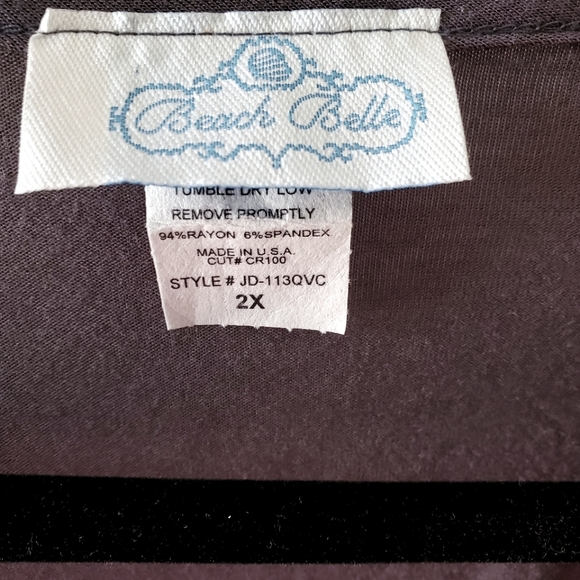 Beach Belle
TUMBLE DRY LOW
REMOVE PROMPTLY
94%RAYON 6%SPANDEX
MADE IN U.S.A.
CUT# CR100
STYLE # JD-113QVC
2X